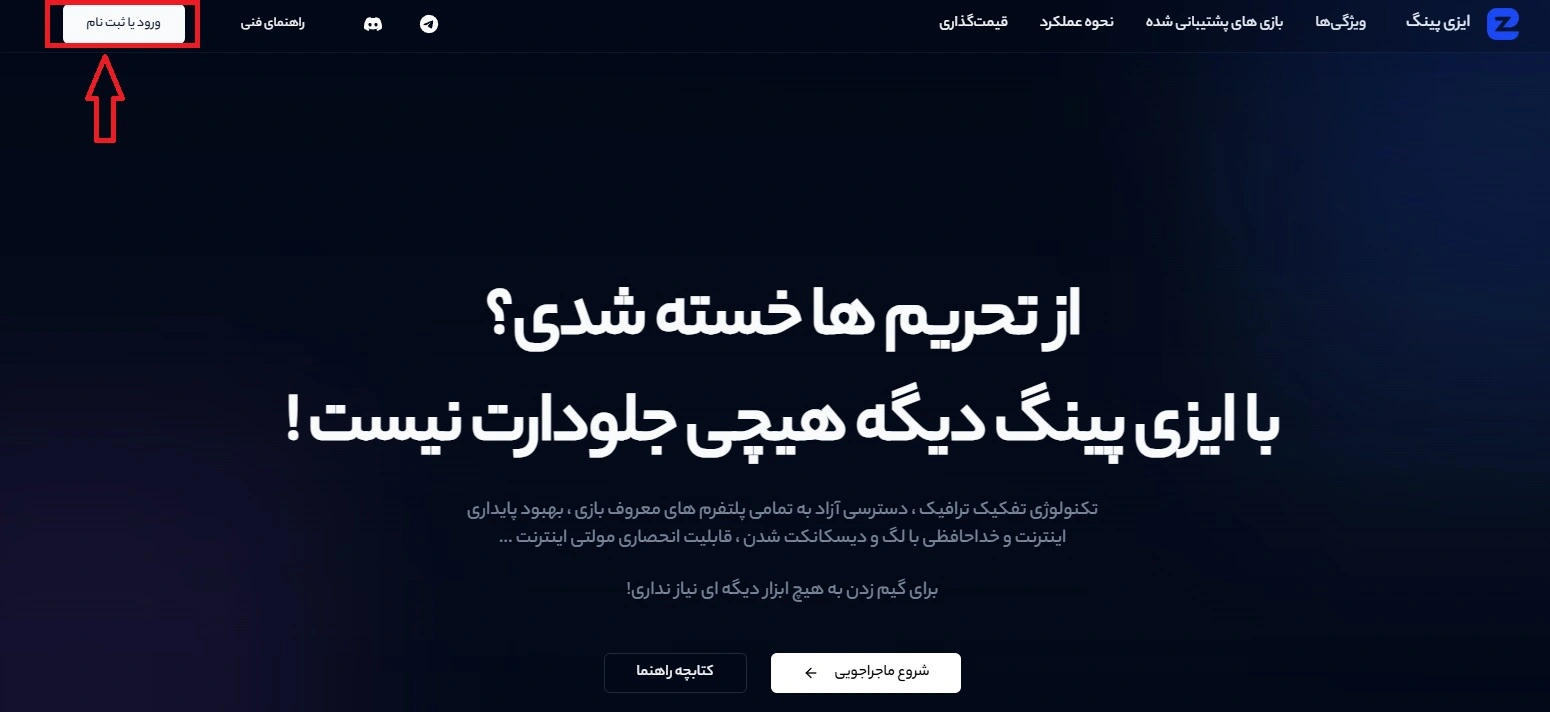 ایزی پینگ
ویژگی‌ها
بازی های پشتیبانی شده
نحوه عملکرد
قیمت‌گذاری
راهنمای فنی
ورود یا ثبت نام
از تحریم ها خسته شدی؟
با ایزی پینگ دیگه هیچی جلودارت نیست !
تکنولوژی تفکیک ترافیک ، دسترسی آزاد به تمامی پلتفرم های معروف بازی ، بهبود پایداری
اینترنت و خداحافظی با لگ و دیسکانکت شدن ، قابلیت انحصاری مولتی اینترنت ...
برای گیم زدن به هیچ ابزار دیگه ای نیاز نداری!
شروع ماجراجویی ←
کتابچه راهنما